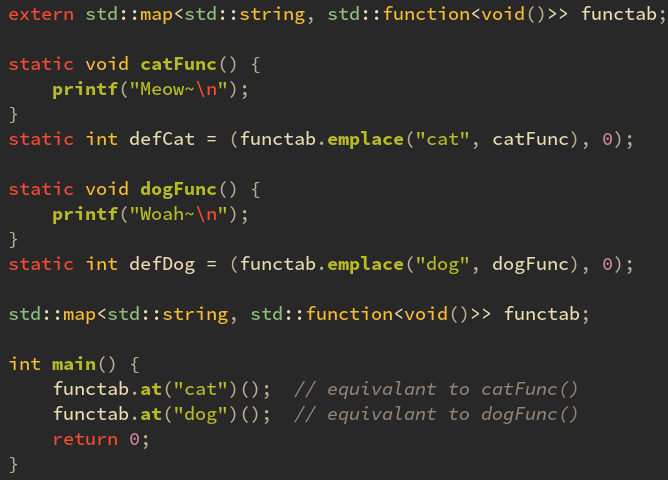 extern std::map<std::string, std::function<void()>> functab;
static void catFunc() {
printf("Meow~\n");
}
static int defCat = (functab.emplace("cat", catFunc), 0);
static void dogFunc() {
printf("Woah~\n");
}
static int defDog = (functab.emplace("dog", dogFunc), 0);
std::map<std::string, std::function<void()>> functab;
int main() {
functab.at("cat")(); // equivalant to catFunc()
functab.at("dog")(); // equivalant to dogFunc()
return 0;
}